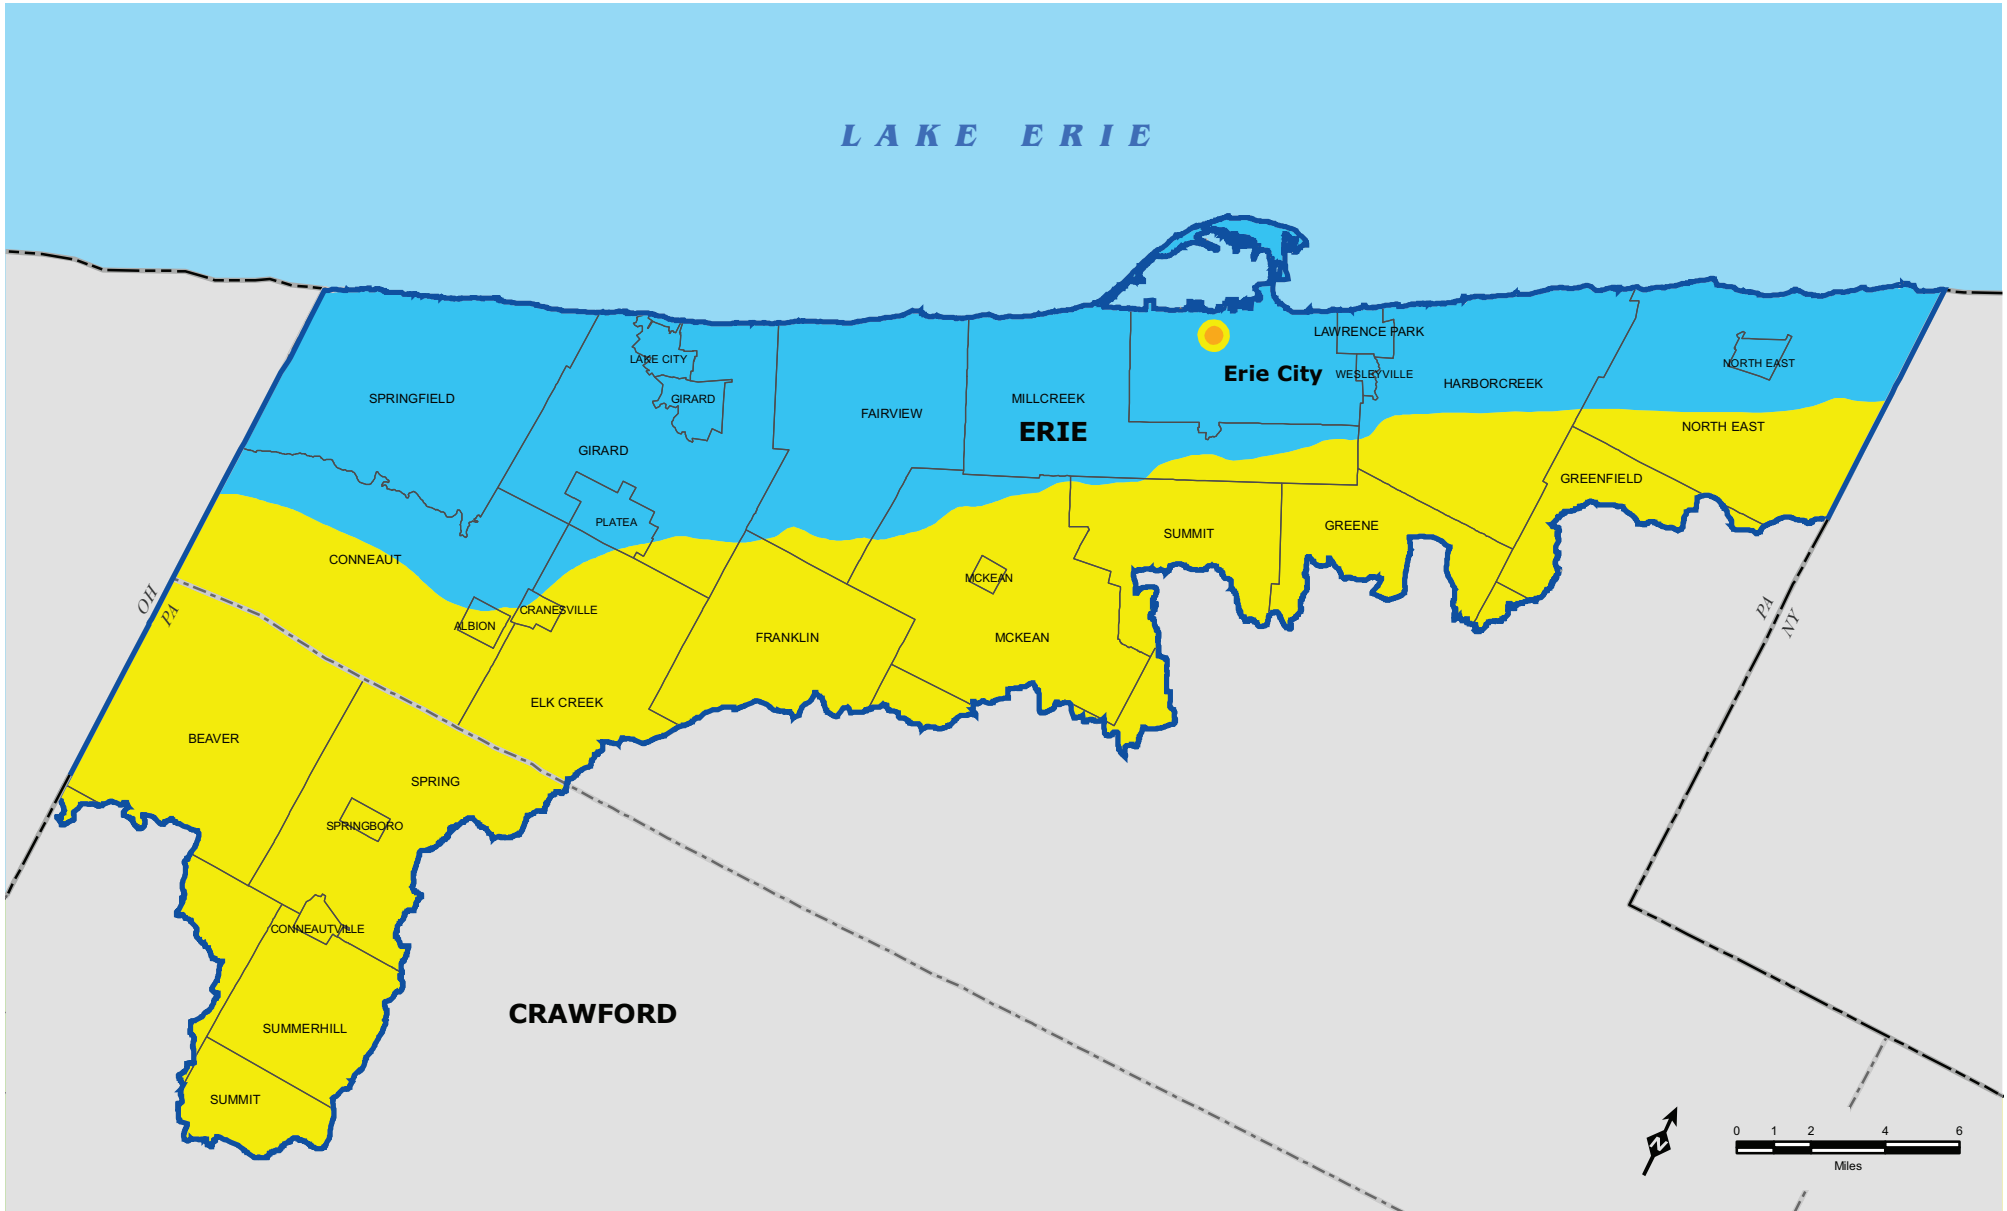 LAKE ERIE
LAWRENCE PARK
LAKE CITY
NORTH EAST
Erie City
WESLEYVILLE
HARBORCREEK
SPRINGFIELD
GIRARD
MILLCREEK
FAIRVIEW
ERIE
NORTH EAST
GIRARD
GREENFIELD
PLATEA
GREENE
SUMMIT
CONNEAUT
MCKEAN
OH
PA
CRANESVILLE
ALBION
PA
NY
FRANKLIN
MCKEAN
ELK CREEK
BEAVER
SPRING
SPRINGBORO
CONNEAUTVILLE
CRAWFORD
SUMMERHILL
SUMMIT
N
0 1 2 4 6
Miles